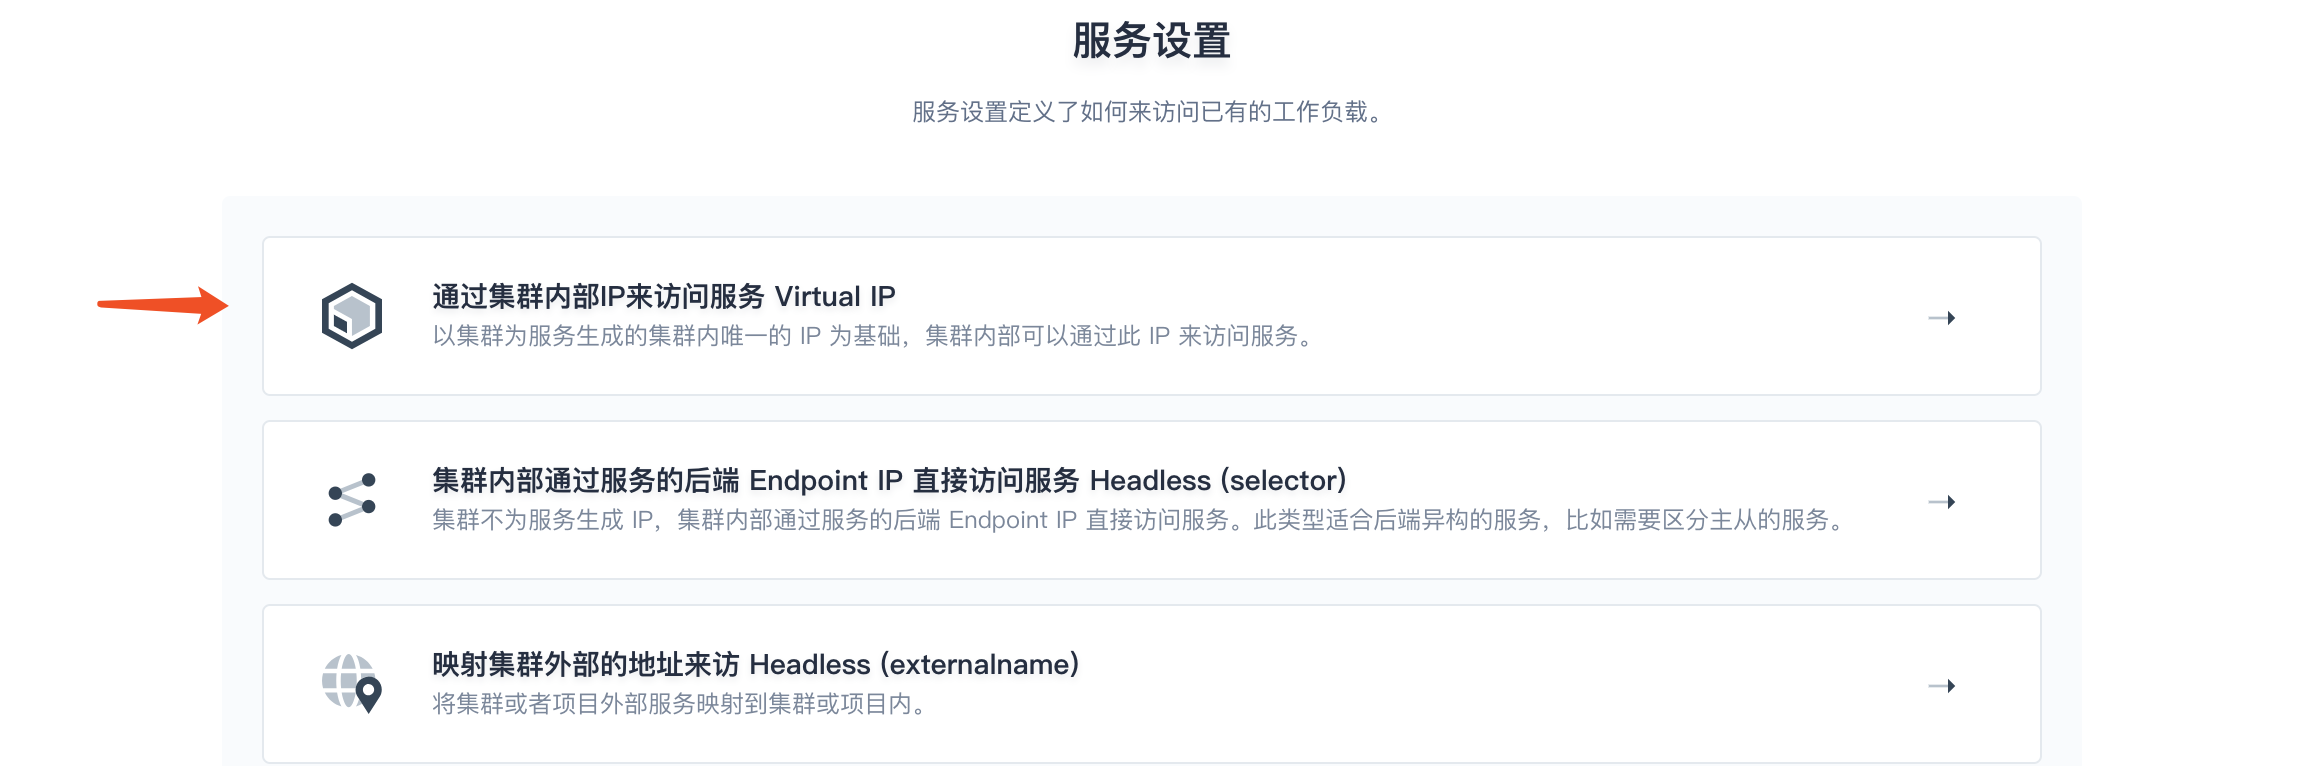 服务设置
服务设置定义了如何来访问已有的工作负载。
通过集群内部IP来访问服务 Virtual IP
以集群为服务生成的集群内唯一的 IP 为基础，集群内部可以通过此 IP 来访问服务。
集群内部通过服务的后端 Endpoint IP 直接访问服务 Headless (selector)
集群不为服务生成 IP，集群内部通过服务的后端 Endpoint IP 直接访问服务。此类型适合后端异构的服务，比如需要区分主从的服务。
映射集群外部的地址来访 Headless (externalname)
将集群或者项目外部服务映射到集群或项目内。